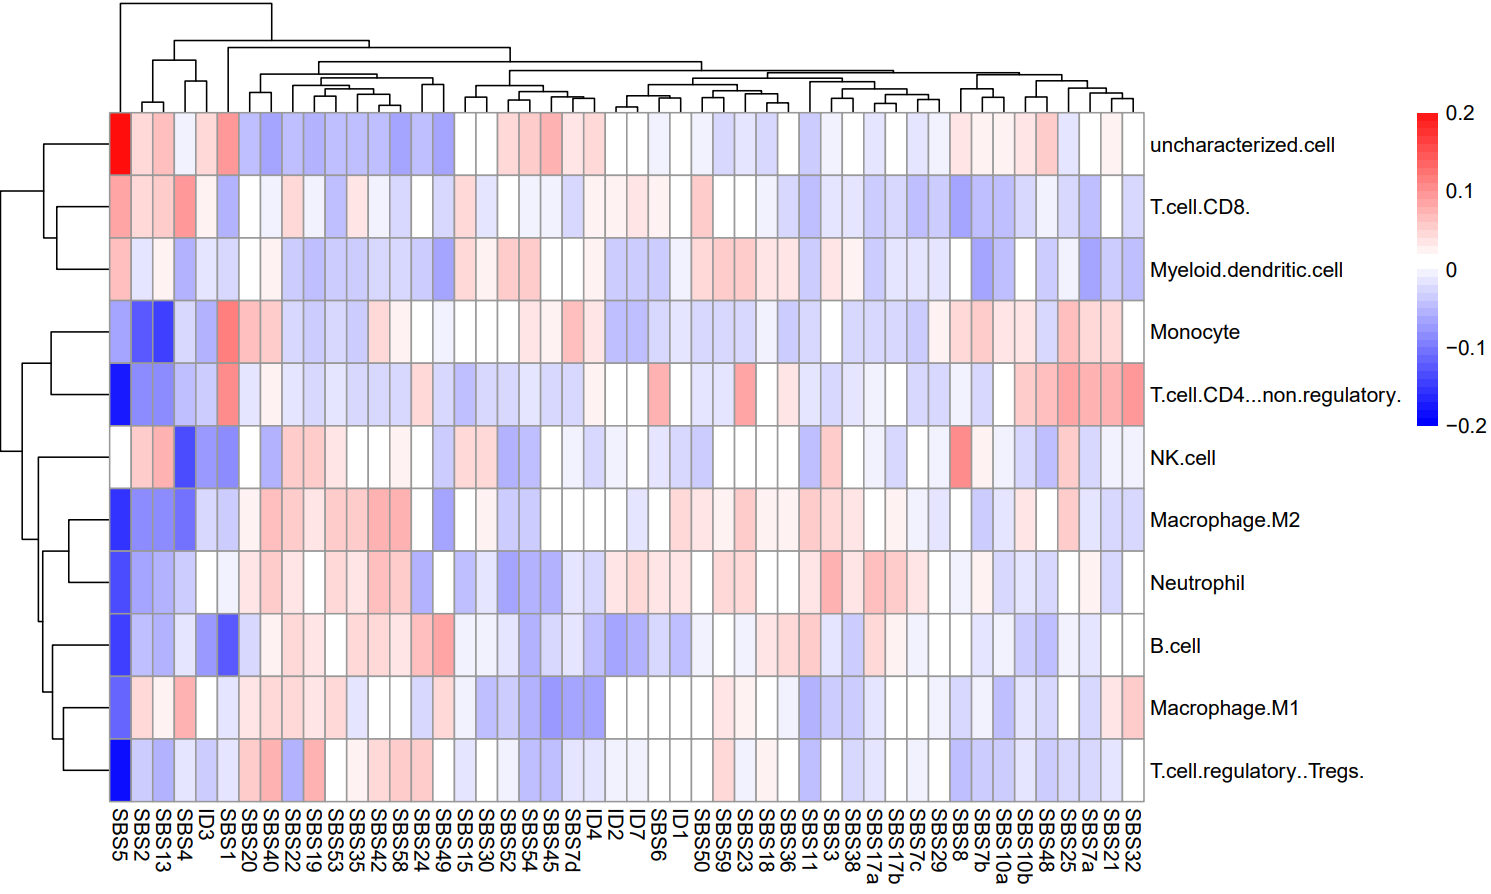 uncharacterized.cell
T.cell.CD8.
Myeloid.dendritic.cell
Monocyte
T.cell.CD4...non.regulatory.
NK.cell
Macrophage.M2
Neutrophil
B.cell
Macrophage.M1
T.cell.regulatory..Tregs.
0.2
0.1
0
−0.1
−0.2
SBS5
SBS2
SBS13
SBS4
ID3
SBS1
SBS20
SBS40
SBS22
SBS19
SBS53
SBS35
SBS42
SBS58
SBS24
SBS49
SBS15
SBS30
SBS52
SBS54
SBS45
SBS7d
ID4
ID2
ID7
SBS6
ID1
SBS50
SBS59
SBS23
SBS18
SBS36
SBS11
SBS3
SBS38
SBS17a
SBS17b
SBS7c
SBS29
SBS8
SBS7b
SBS10a
SBS10b
SBS48
SBS25
SBS7a
SBS21
SBS32